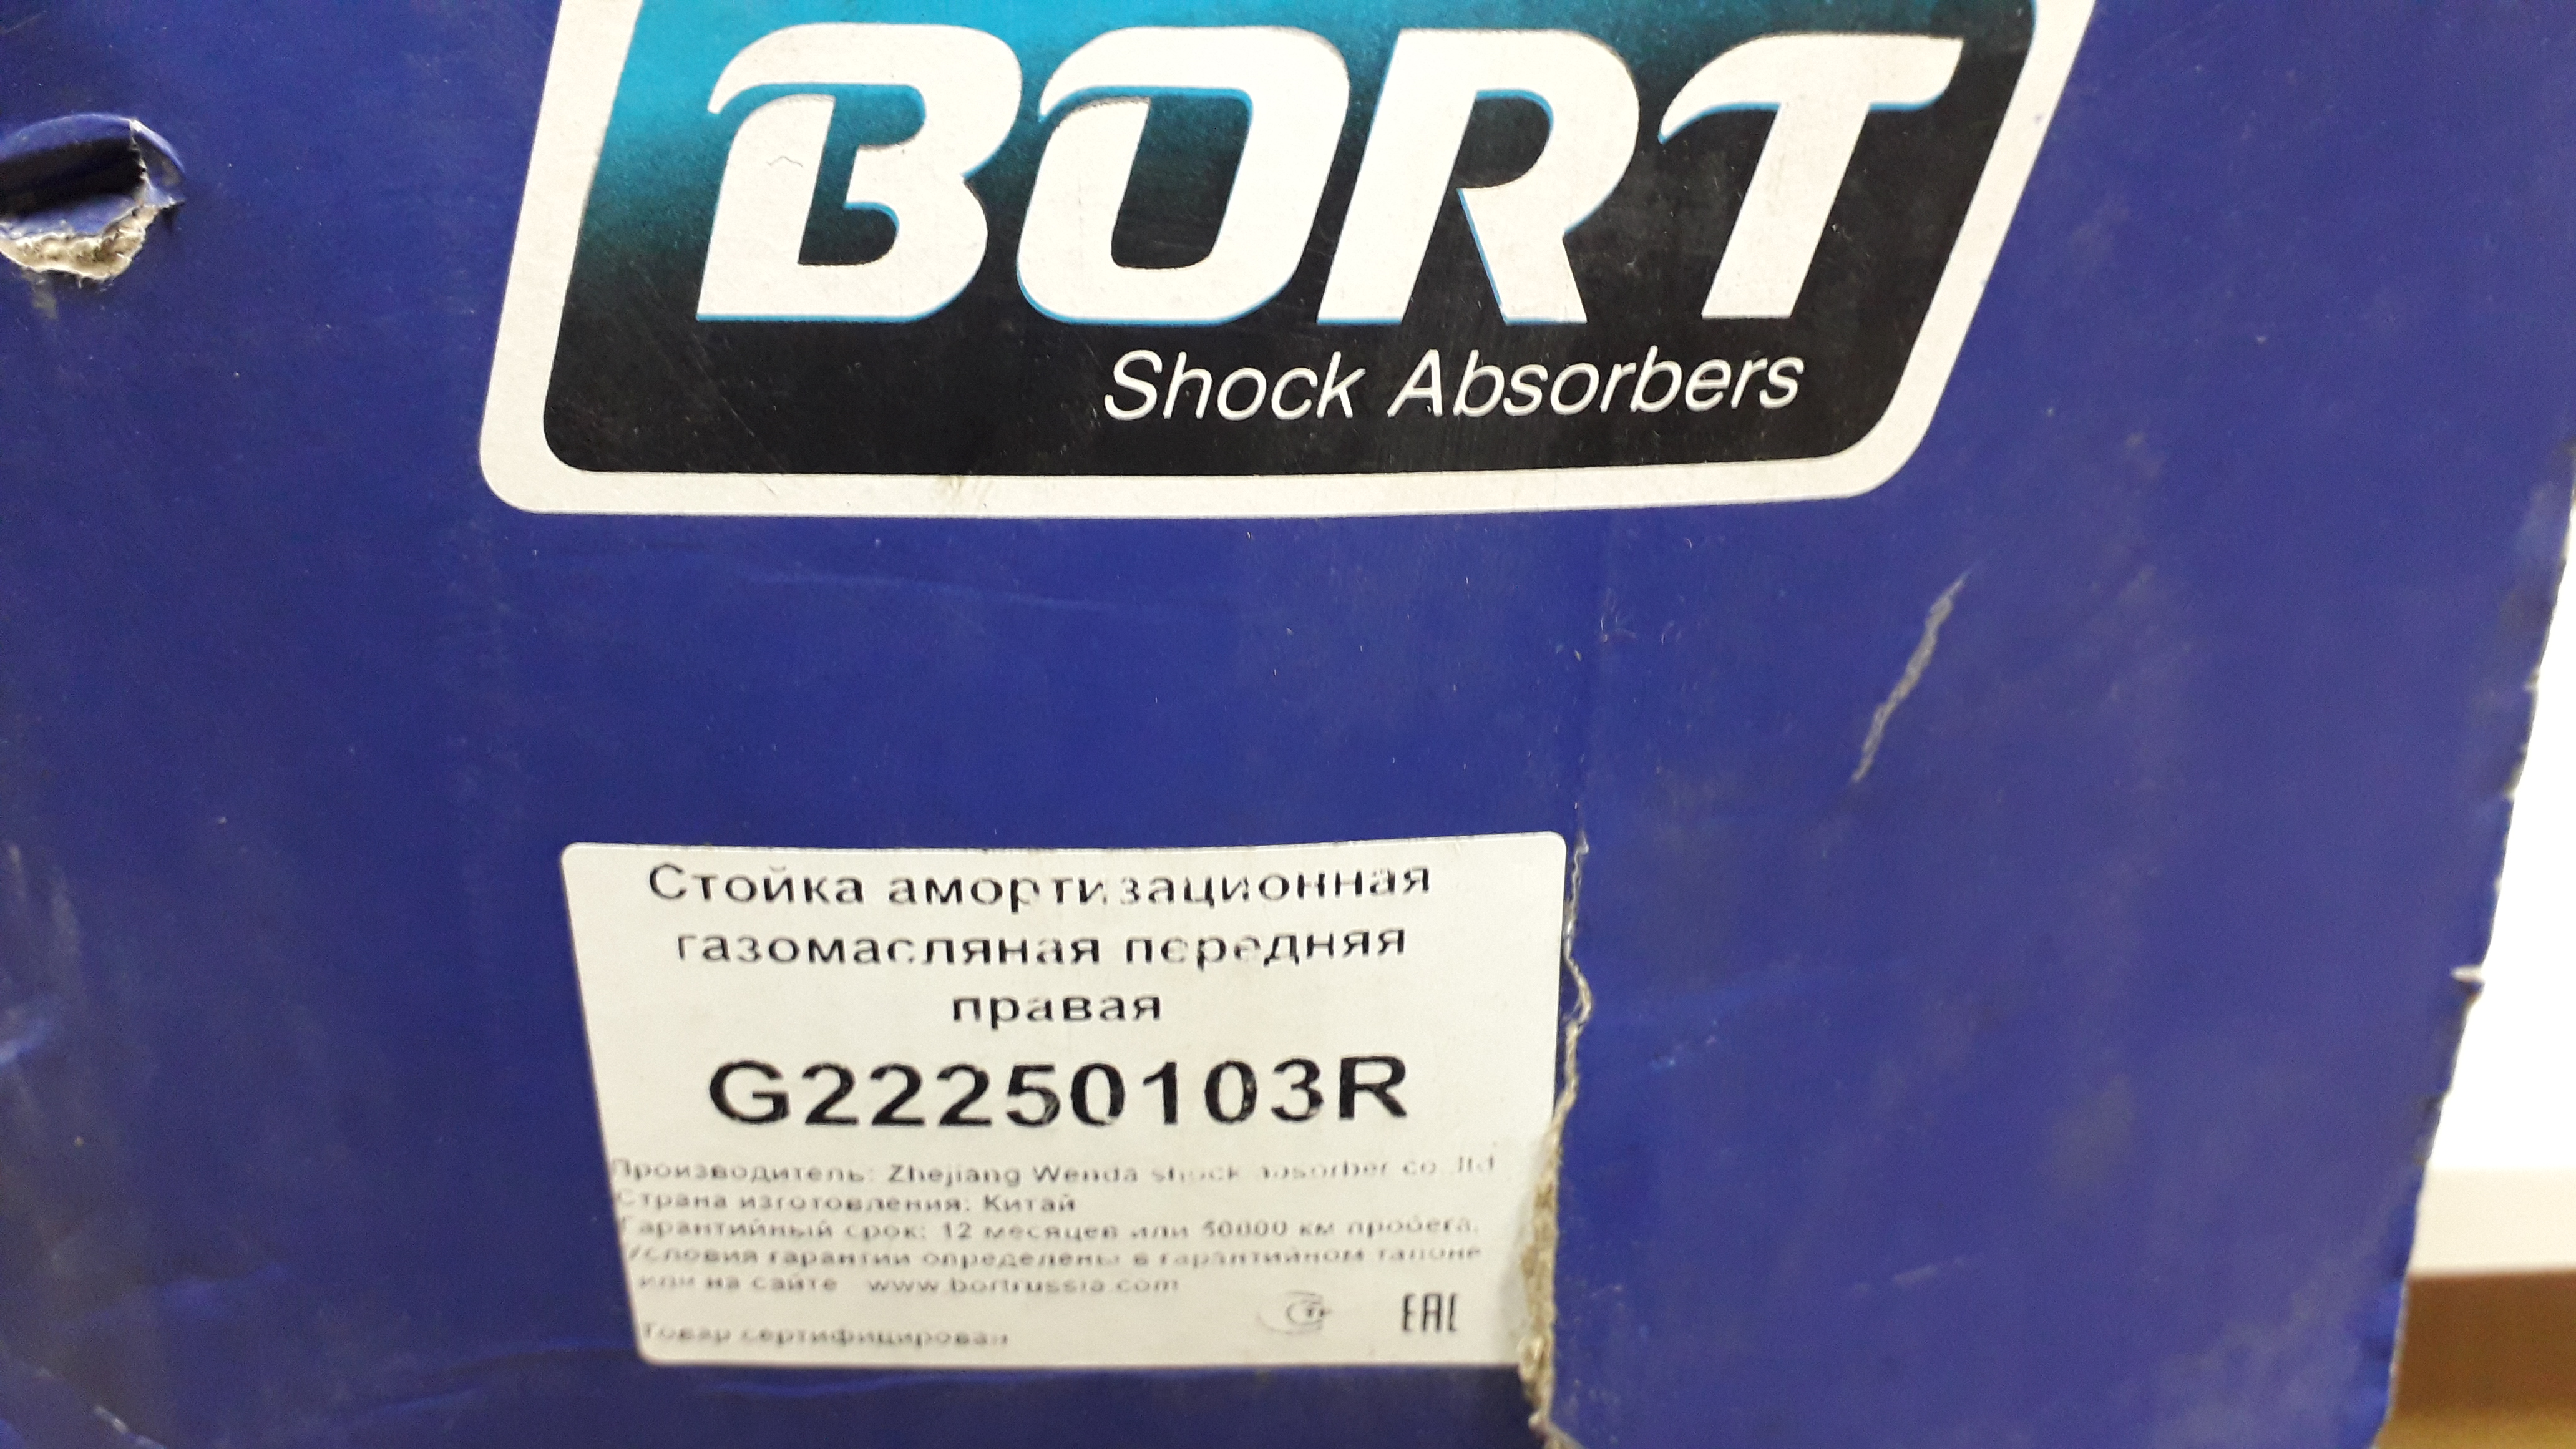 BORT
Shock Absorbers
Стойка амортизационная
газомасляная передняя
правая
G22250103R
Производитель: Zhejiang Wenda shock absorber co.,ltd
Страна изготовления: Китай
Гарантийный срок: 12 месяцев или 50000 км пробега.
Условия гарантии определены в гарантийном талоне
или на сайте www.bortrussia.com
EAC
Товар сертифицирован